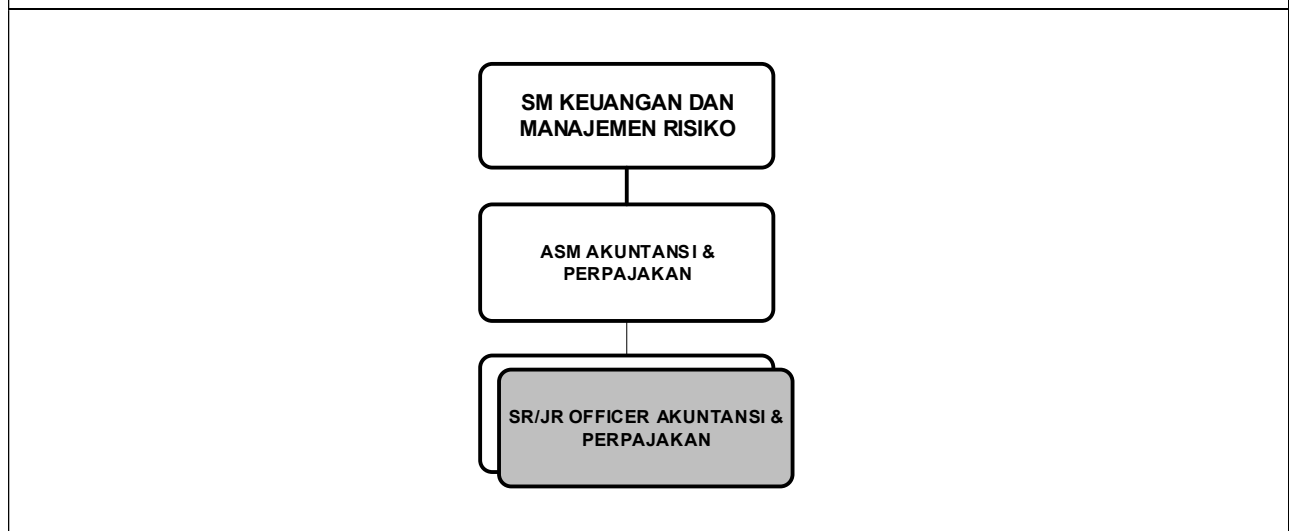 SM KEUANGAN DAN
MANAJEMEN RISIKO
ASM AKUNTANSI &
PERPAJAKAN
SR/JR OFFICER AKUNTANSI &
PERPAJAKAN